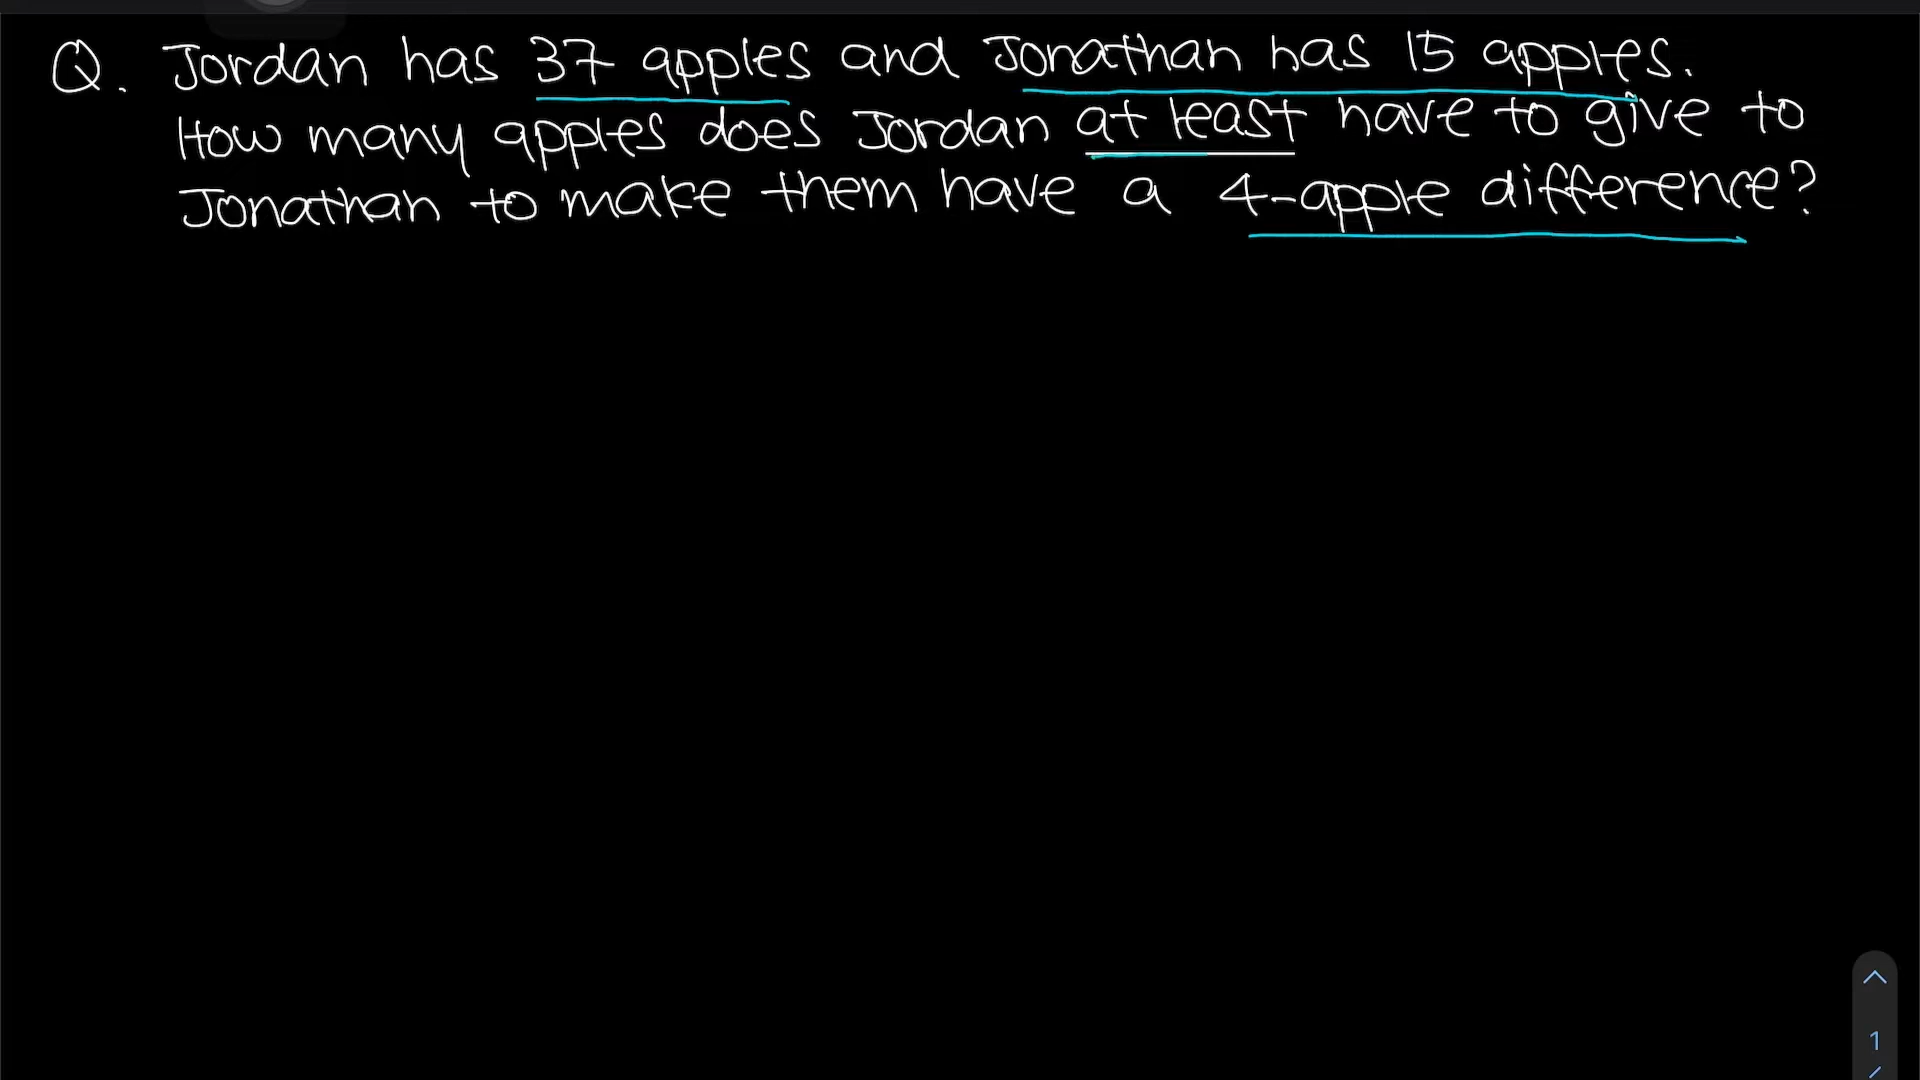 Q. Jordan has 37 apples and Jonathan has 15 apples.
How many apples does Jordan at least have to give to
Jonathan to make them have a 4-apple difference?
1